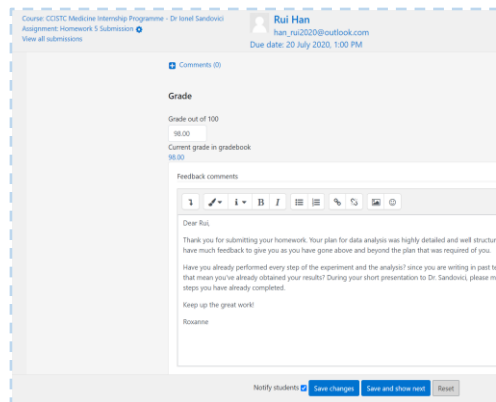 Course: CCISTC Medicine Internship Programme - Dr Ionel Sandovici
Assignment: Homework 5 Submission
View all submissions
Rui Han
han_rui2020@outlook.com
Due date: 20 July 2020, 1:00 PM
Comments (0)
Grade
Grade out of 100
98.00
Current grade in gradebook
98.00
Feedback comments
B I
Dear Rui,
Thank you for submitting your homework. Your plan for data analysis was highly detailed and well structur
have much feedback to give you as you have gone above and beyond the plan that was required of you.
Have you already performed every step of the experiment and the analysis? since you are writing in past te
that mean you've already obtained your results? During your short presentation to Dr. Sandovici, please m
steps you have already completed.
Keep up the great work!
Roxanne
Notify students Save changes Save and show next Reset